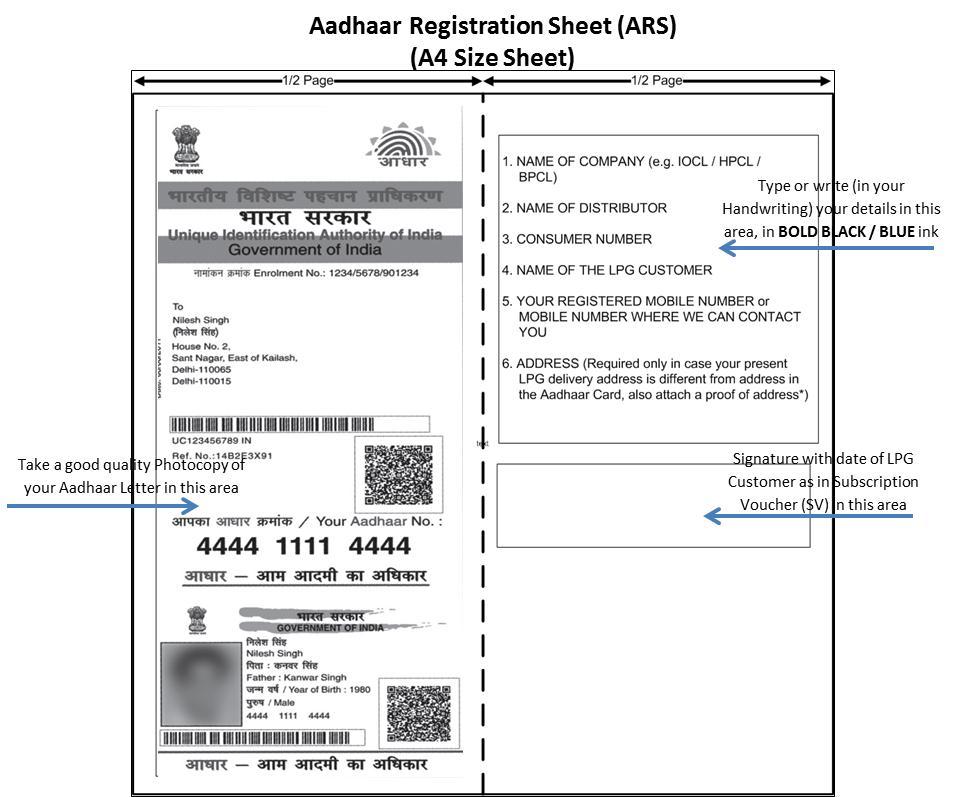 Aadhaar Registration Sheet (ARS)
(A4 Size Sheet)
1/2 Page
1/2 Page
भारत सरकार
आधार
भारतीय विशिष्ट पहचान प्राधिकरण
भारत सरकार
Unique Identification Authority of India
Government of India
नामांकन क्रमांक Enrolment No.: 1234/5678/901234
To
Nilesh Singh
(निलेश सिंह)
House No. 2,
Sant Nagar, East of Kailash,
Delhi-110065
Delhi-110015
UC123456789 IN
Ref. No.:14B2E3X91
Take a good quality Photocopy of
your Aadhaar Letter in this area
आपका आधार क्रमांक / Your Aadhaar No. :
4444 1111 4444
आधार — आम आदमी का अधिकार
भारत सरकार
GOVERNMENT OF INDIA
निलेश सिंह
Nilesh Singh
पिता : कनवर सिंह
Father : Kanwar Singh
जन्म वर्ष / Year of Birth : 1980
पुरुष / Male
4444 1111 4444
आधार — आम आदमी का अधिकार
1. NAME OF COMPANY (e.g. IOCL / HPCL /
BPCL)
2. NAME OF DISTRIBUTOR
3. CONSUMER NUMBER
4. NAME OF THE LPG CUSTOMER
5. YOUR REGISTERED MOBILE NUMBER or
MOBILE NUMBER WHERE WE CAN CONTACT
YOU
6. ADDRESS (Required only in case your present
LPG delivery address is different from address in
the Aadhaar Card, also attach a proof of address*)
Type or write (in your
Handwriting) your details in this
area, in BOLD BLACK / BLUE ink
text
Signature with date of LPG
Customer as in Subscription
Voucher (SV) in this area